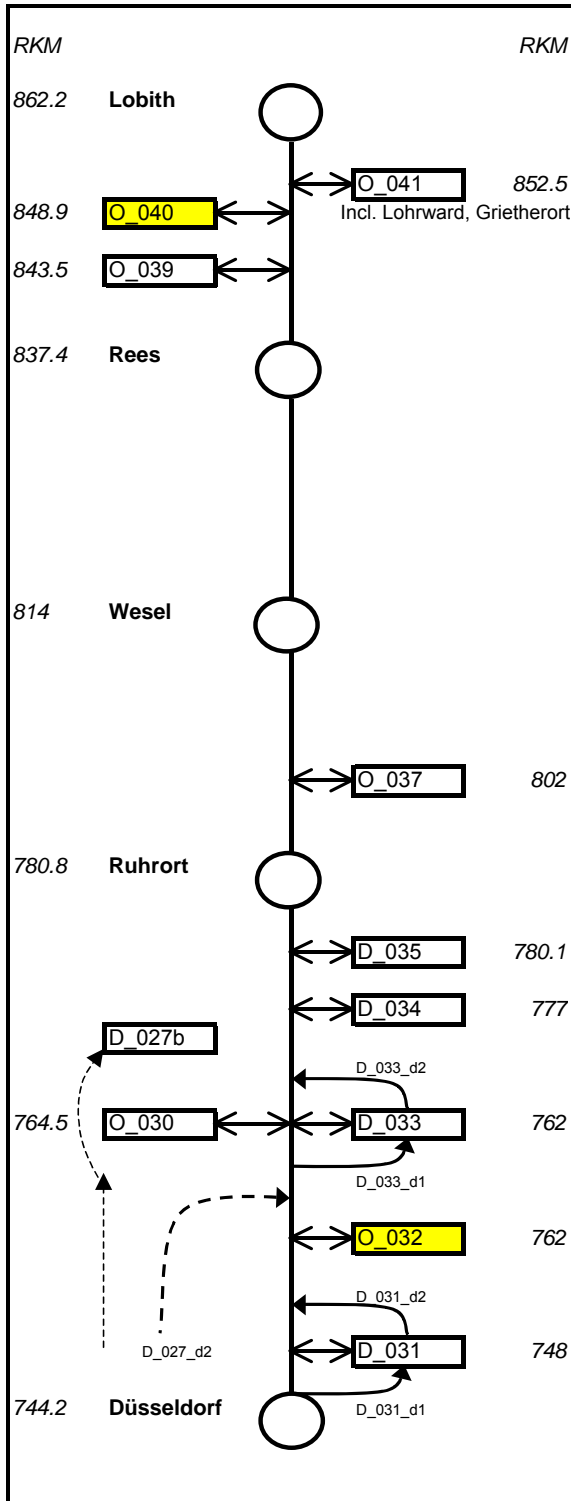 RKM RKM
862.2 Lobith
O_041 852.5
848.9 O_040 Incl. Lohrward, Grietherort
843.5 O_039
837.4 Rees
814 Wesel
O_037 802
780.8 Ruhrort
D_035 780.1
D_034 777
D_027b
D_033_d2
764.5 O_030 D_033 762
D_033_d1
O_032 762
D_031_d2
D_027_d2 D_031 748
744.2 Düsseldorf D_031_d1